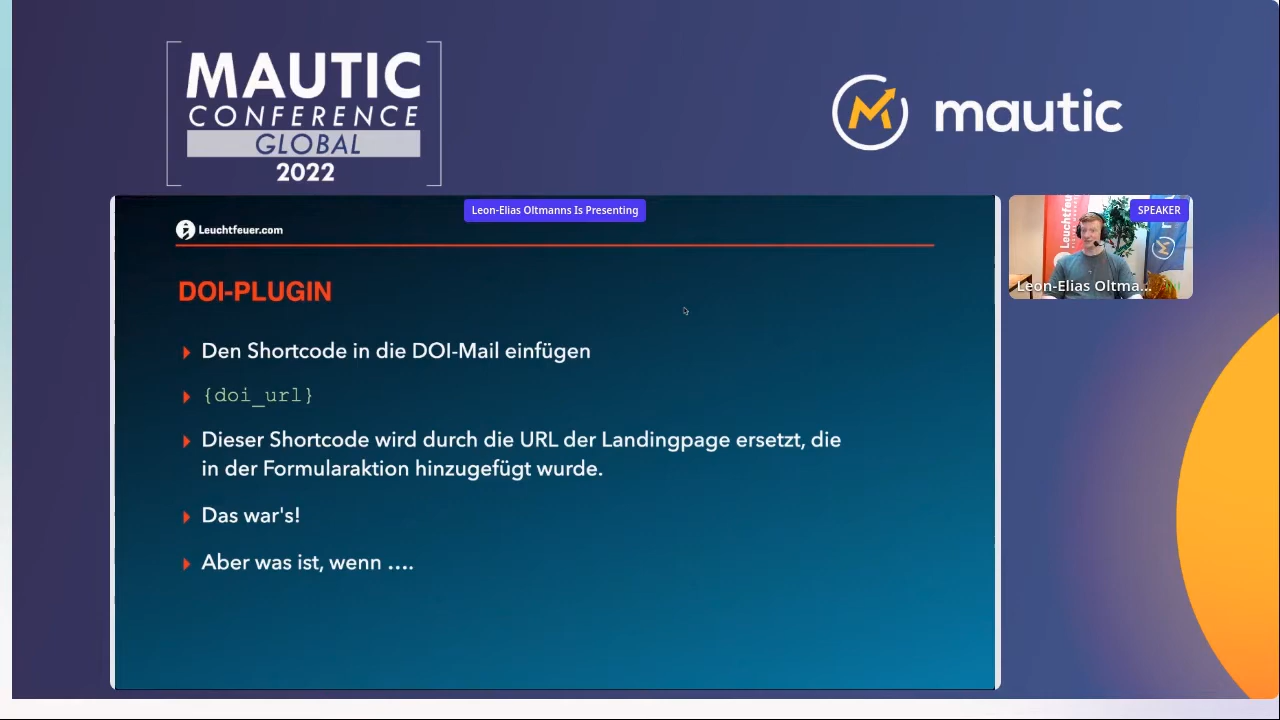 MAUTIC
CONFERENCE
GLOBAL
2022
mautic
Leon-Elias Oltmanns Is Presenting
SPEAKER
Leuchtfeuer.com
Leuchtfeuer
Leon-Elias Oltma...
DOI-PLUGIN
Den Shortcode in die DOI-Mail einfügen
{doi_url}
Dieser Shortcode wird durch die URL der Landingpage ersetzt, die
in der Formularaktion hinzugefügt wurde.
Das war's!
Aber was ist, wenn ....